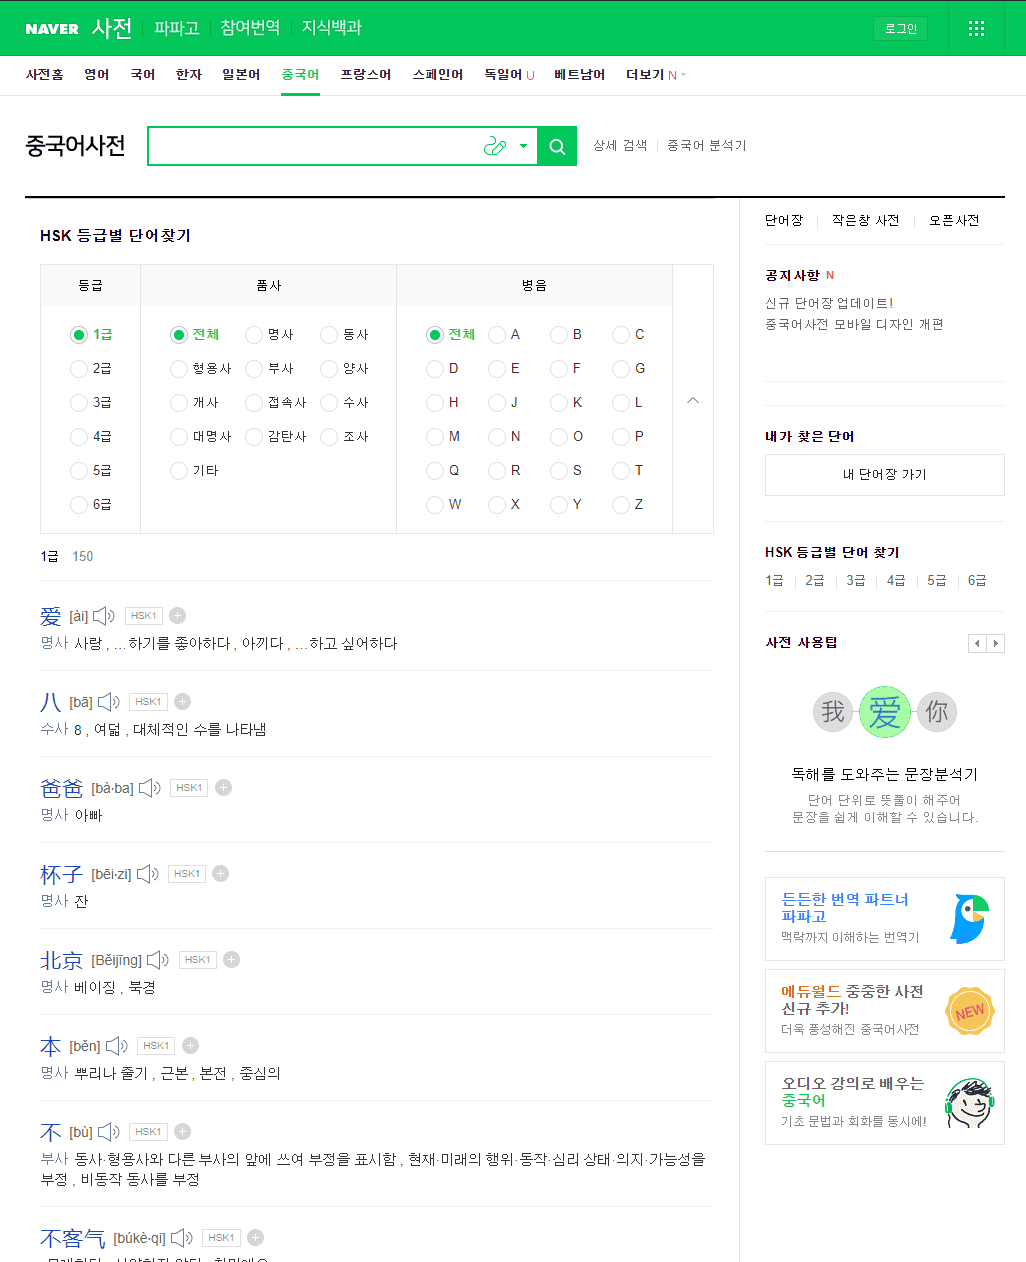 NAVER 사전 파파고 참여번역 지식백과 로그인
사전홈 영어 국어 한자 일본어 중국어 프랑스어 스페인어 독일어 U 베트남어 더보기 N
중국어사전 상세 검색 중국어 분석기
HSK 등급별 단어찾기
등급 품사 병음
1급 전체 명사 동사 전체 A B C
2급 형용사 부사 양사 D E F G
3급 개사 접속사 수사 H J K L
4급 대명사 감탄사 조사 M N O P
5급 기타 Q R S T
6급 W X Y Z
1급 150
爱 [ài] HSK1
명사 사랑 , …하기를 좋아하다 , 아끼다 , …하고 싶어하다
八 [bā] HSK1
수사 8 , 여덟 , 대체적인 수를 나타냄
爸爸 [bà·ba] HSK1
명사 아빠
杯子 [bēi·zi] HSK1
명사 잔
北京 [Běijīng] HSK1
명사 베이징 , 북경
本 [běn] HSK1
명사 뿌리나 줄기 , 근본 , 본전 , 중심의
不 [bù] HSK1
부사 동사·형용사와 다른 부사의 앞에 쓰여 부정을 표시함 , 현재·미래의 행위·동작·심리 상태·의지·가능성을
부정 , 비동작 동사를 부정
不客气 [búkè·qi] HSK1
단어장 작은창 사전 오픈사전
공지사항 N
신규 단어장 업데이트!
중국어사전 모바일 디자인 개편
내가 찾은 단어
내 단어장 가기
HSK 등급별 단어 찾기
1급 2급 3급 4급 5급 6급
사전 사용팁
我 爱 你
독해를 도와주는 문장분석기
단어 단위로 뜻풀이 해주어
문장을 쉽게 이해할 수 있습니다.
든든한 번역 파트너
파파고
맥락까지 이해하는 번역기
에듀월드 중중한 사전
신규 추가!
더욱 풍성해진 중국어사전
NEW
오디오 강의로 배우는
중국어
기초 문법과 회화를 동시에!